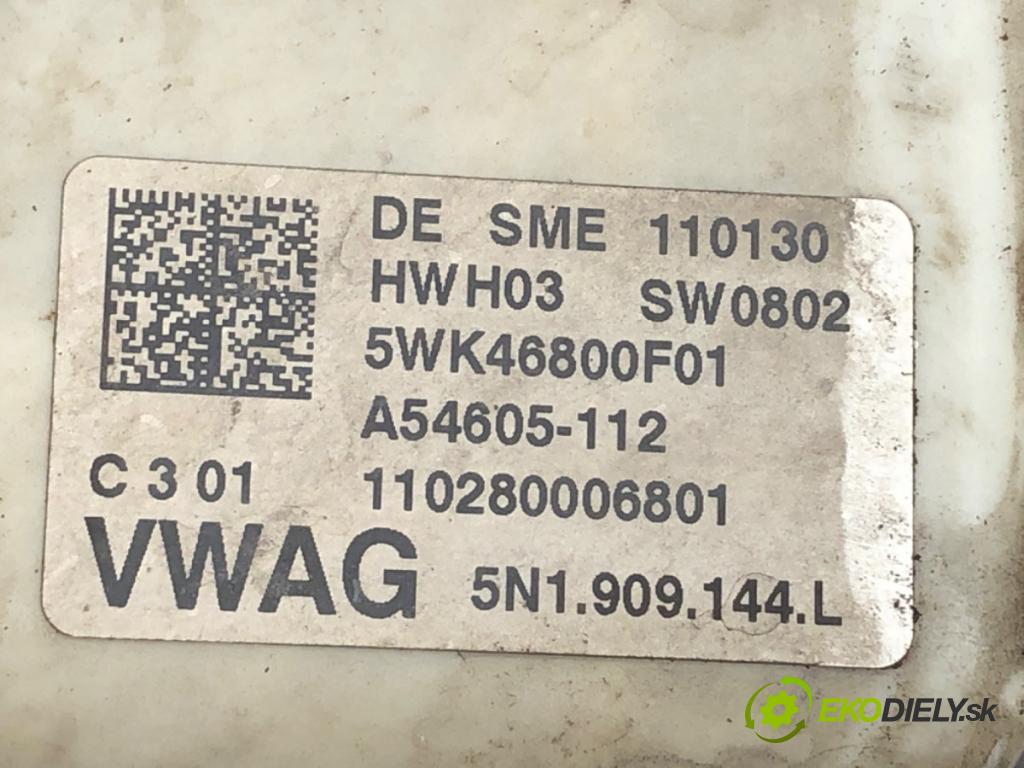 DE SME 110130
HWH03 SW0802
5WK46800F01
A54605-112
C 3 01 110280006801
VWAG 5N1.909.144.L
EKODIELY.sk